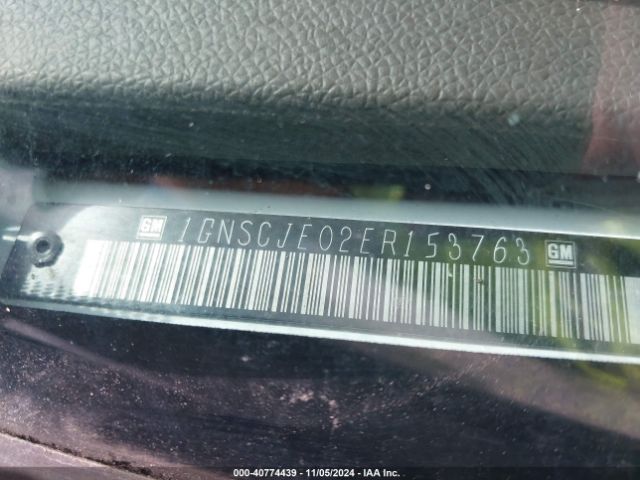 GM 1GNSCJE02ER153763 GM
000-40774439 - 11/05/2024 - IAA Inc.